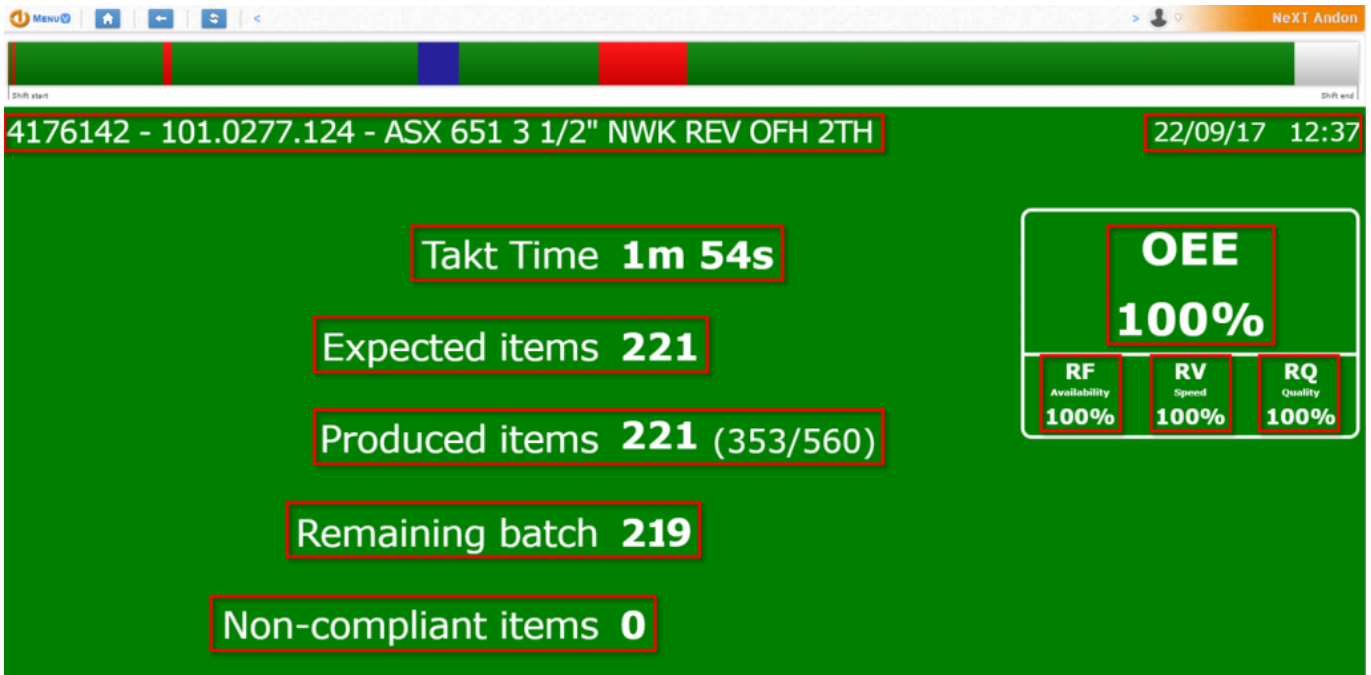 MENU
< > NeXT Andon
Shift start Shift end
4176142 - 101.0277.124 - ASX 651 3 1/2" NWK REV OFH 2TH
22/09/17 12:37
Takt Time 1m 54s
Expected items 221
Produced items 221 (353/560)
Remaining batch 219
Non-compliant items 0
OEE
100%
RF RV RQ
Availability Speed Quality
100% 100% 100%